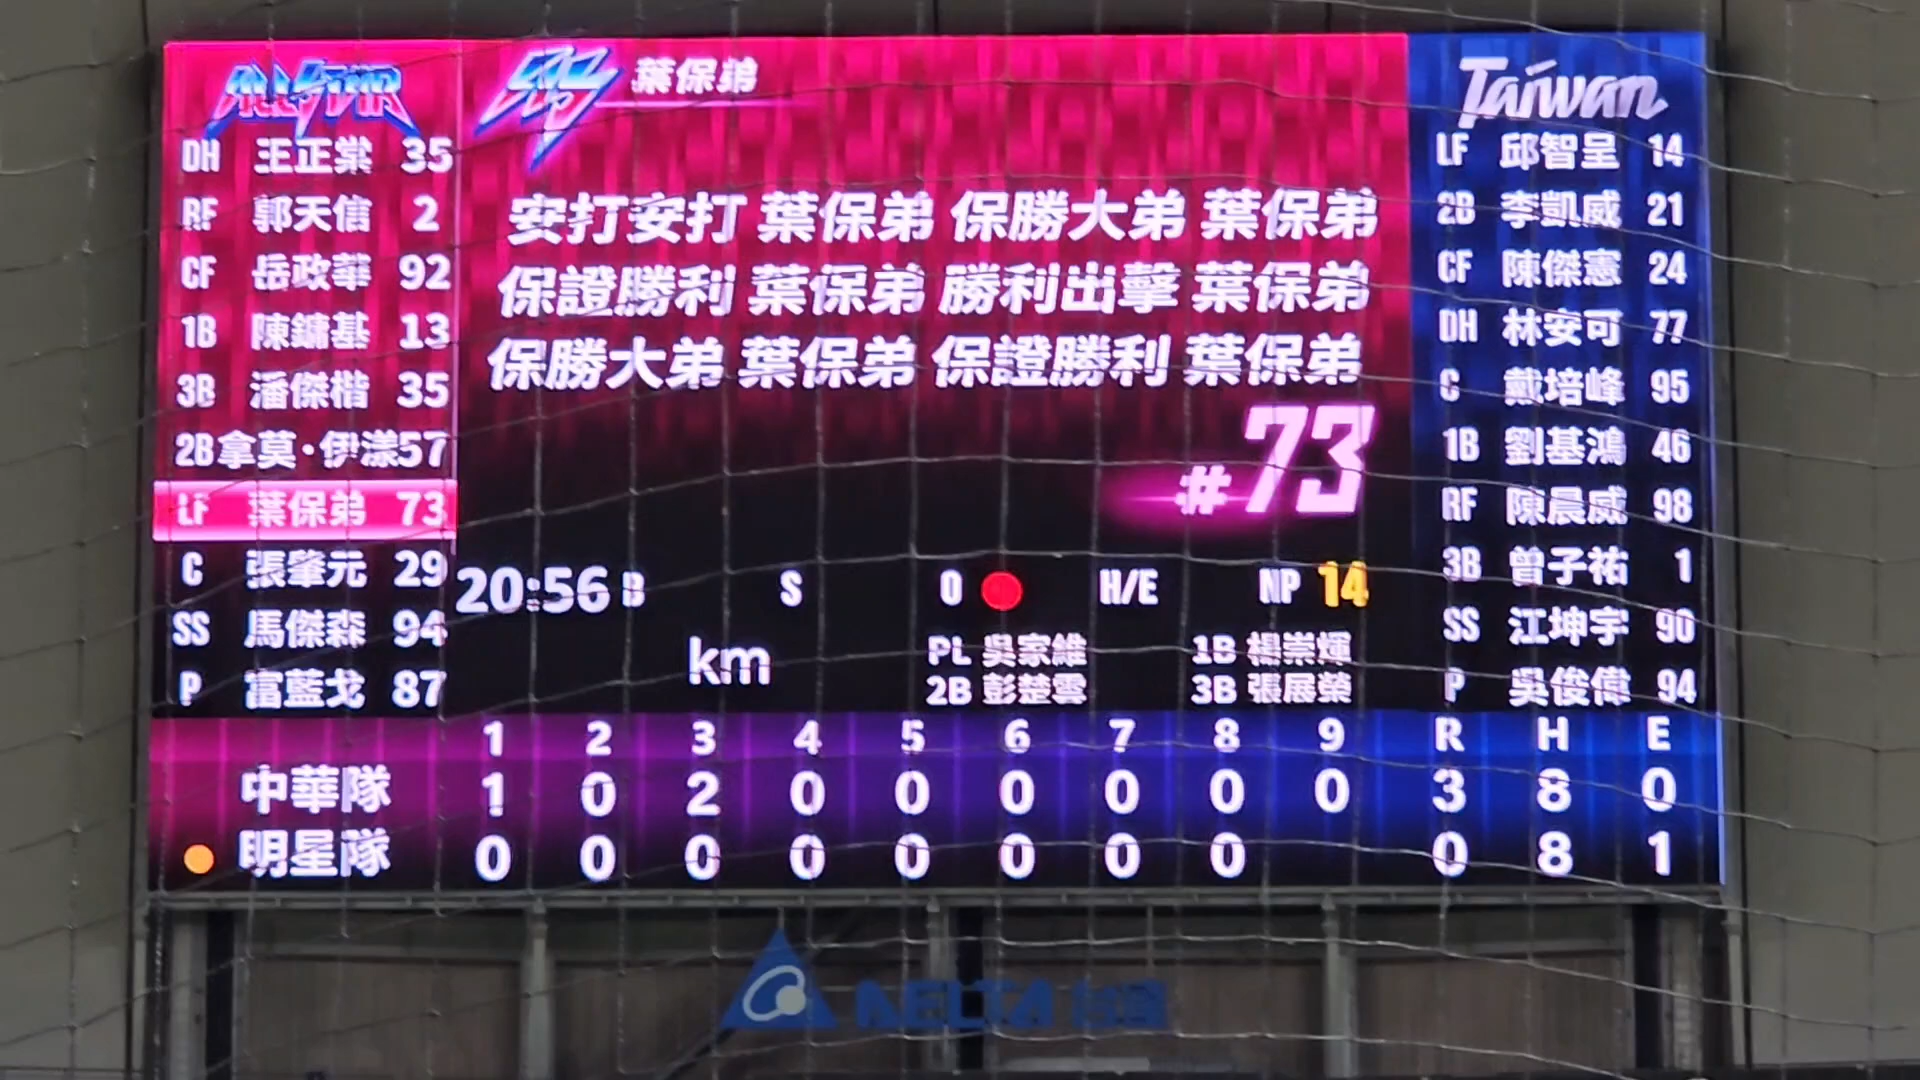 ALL STAR
DH 王正棠 35
RF 郭天信 2
CF 岳政華 92
1B 陳鏞基 13
3B 潘傑楷 35
2B 拿莫·伊漾 57
LF 葉保弟 73
C 張肇元 29
SS 馬傑森 94
P 富藍戈 87
葉保弟
安打安打 葉保弟 保勝大弟 葉保弟
保證勝利 葉保弟 勝利出擊 葉保弟
保勝大弟 葉保弟 保證勝利 葉保弟
#73
20:56 B S O H/E NP 14
km
PL 吳家維 1B 楊崇輝
2B 彭楚雲 3B 張展榮
Taiwan
LF 邱智呈 14
2B 李凱威 21
CF 陳傑憲 24
DH 林安可 77
C 戴培峰 95
1B 劉基鴻 46
RF 陳晨威 98
3B 曾子祐 1
SS 江坤宇 90
P 吳俊偉 94
1 2 3 4 5 6 7 8 9 R H E
中華隊 1 0 2 0 0 0 0 0 0 3 8 0
明星隊 0 0 0 0 0 0 0 0 0 8 1
DELTA 台達